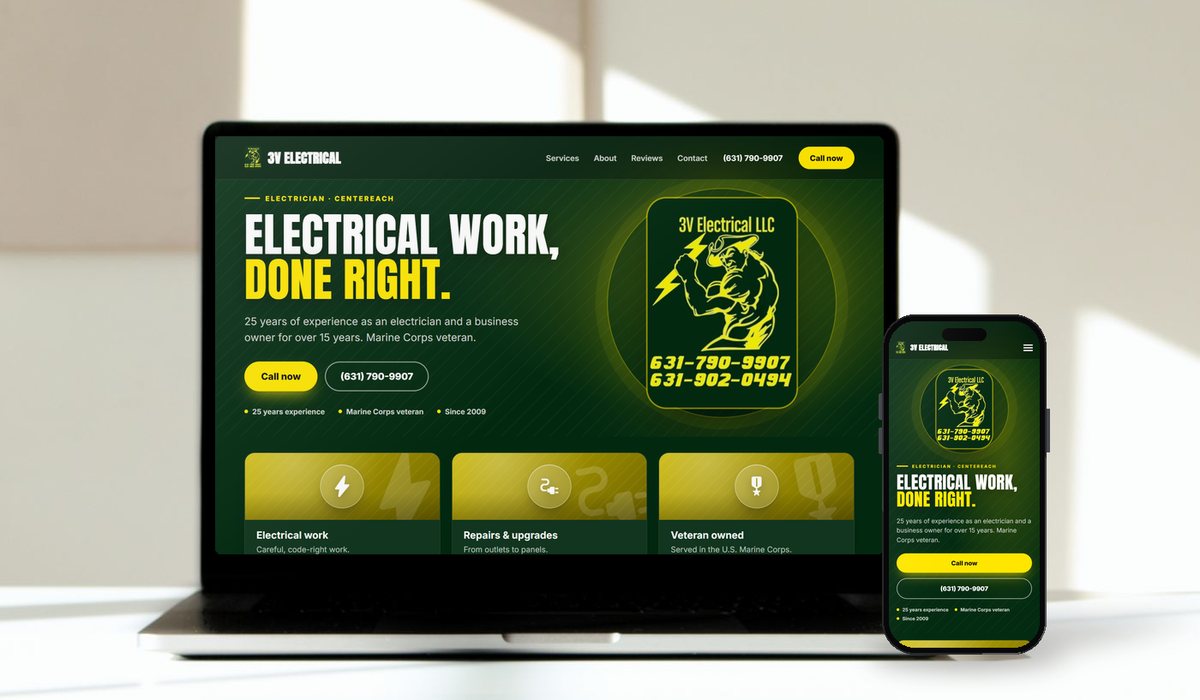 3V ELECTRICAL
Services
About
Reviews
Contact
(631) 790-9907
Call now
ELECTRICIAN · CENTEREACH
ELECTRICAL WORK,
DONE RIGHT.
25 years of experience as an electrician and a business
owner for over 15 years. Marine Corps veteran.
Call now
(631) 790-9907
25 years experience
Marine Corps veteran
Since 2009
3V Electrical LLC
631-790-9907
631-902-0494
Electrical work
Careful, code-right work.
Repairs & upgrades
From outlets to panels.
Veteran owned
Served in the U.S. Marine Corps.
3V ELECTRICAL
3V Electrical LLC
631-790-9907
631-902-0494
ELECTRICIAN · CENTEREACH
ELECTRICAL WORK,
DONE RIGHT.
25 years of experience as an electrician and a
business owner for over 15 years. Marine
Corps veteran.
Call now
(631) 790-9907
25 years experience
Marine Corps veteran
Since 2009